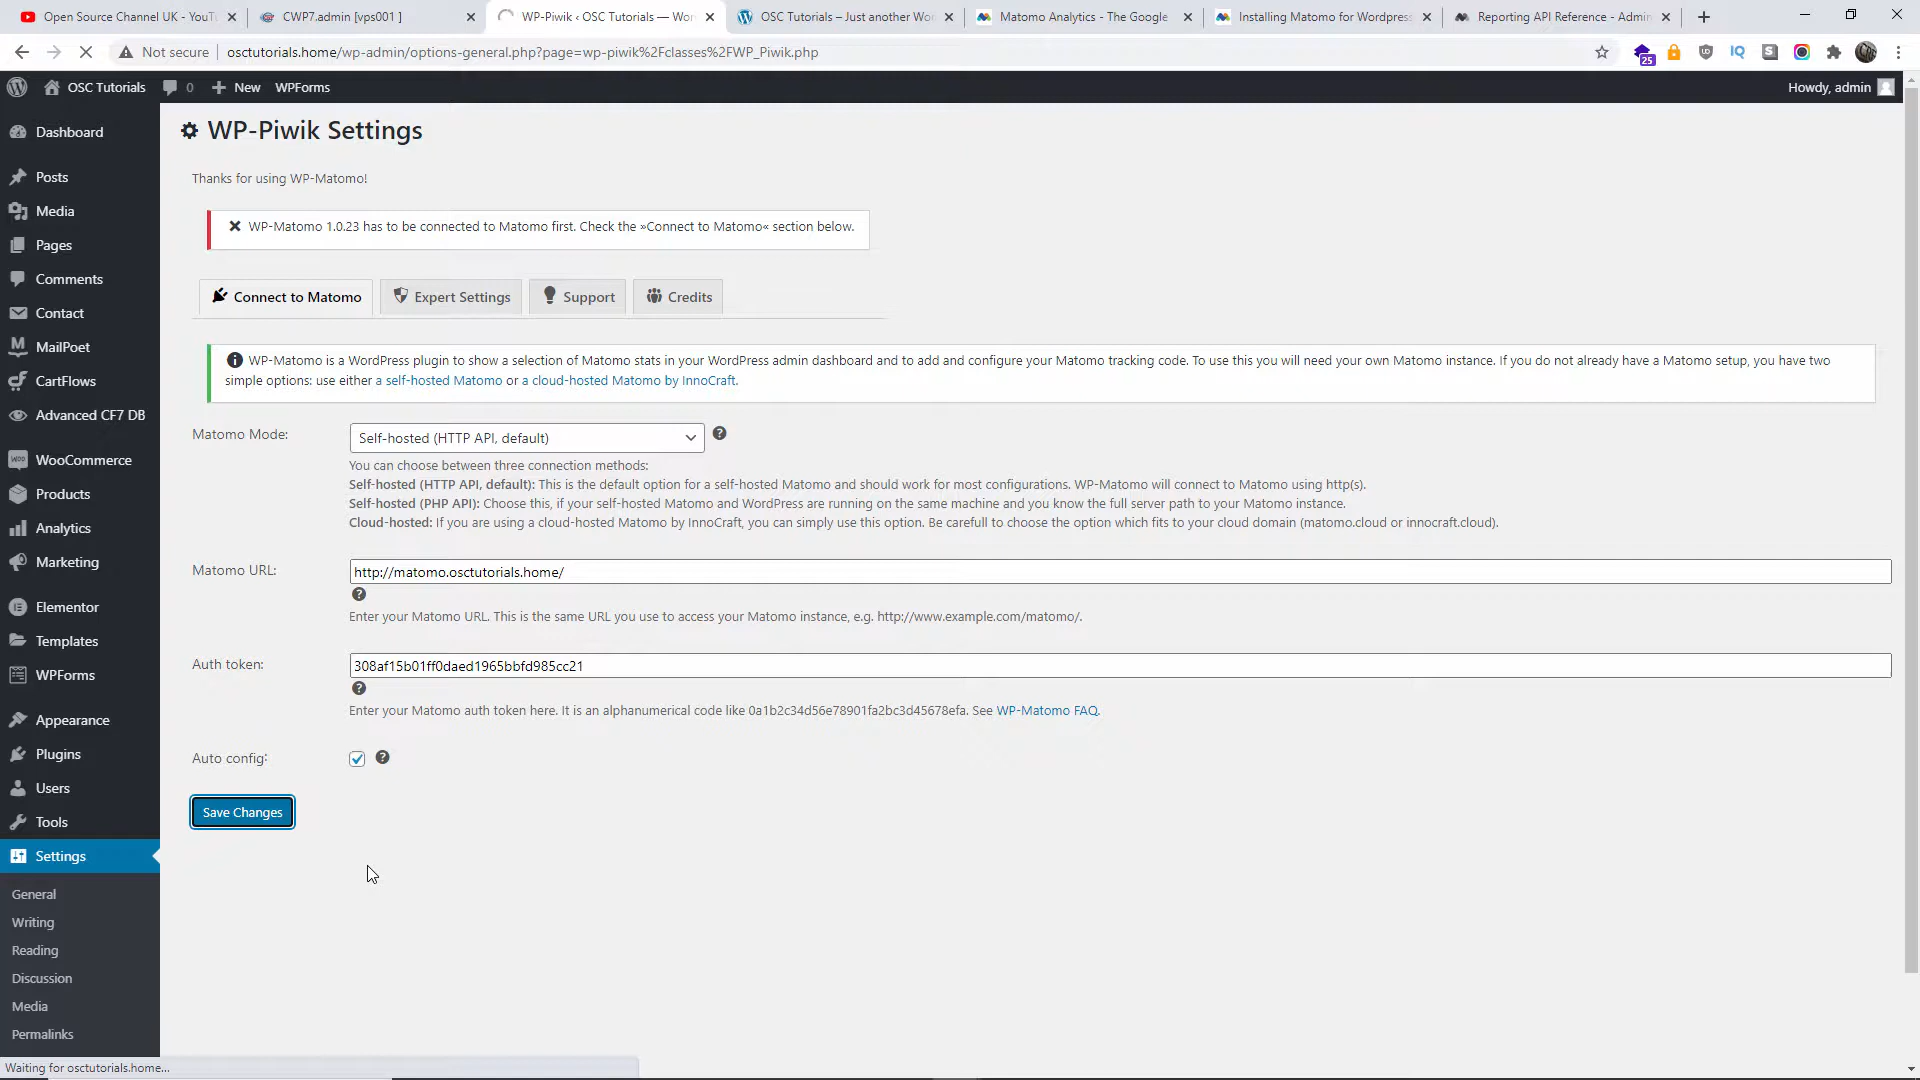 Open Source Channel UK - YouTu
CWP7.admin [vps001 ]
WP-Piwik ‹ OSC Tutorials — Wor
OSC Tutorials – Just another Wo
Matomo Analytics - The Google
Installing Matomo for Wordpress
Reporting API Reference - Admin
Not secure
osctutorials.home/wp-admin/options-general.php?page=wp-piwik%2Fclasses%2FWP_Piwik.php
25
IQ
OSC Tutorials
0
New
WPForms
Howdy, admin
Dashboard
Posts
Media
Pages
Comments
Contact
MailPoet
CartFlows
Advanced CF7 DB
WooCommerce
Products
Analytics
Marketing
Elementor
Templates
WPForms
Appearance
Plugins
Users
Tools
Settings
General
Writing
Reading
Discussion
Media
Permalinks
WP-Piwik Settings
Thanks for using WP-Matomo!
WP-Matomo 1.0.23 has to be connected to Matomo first. Check the »Connect to Matomo« section below.
Connect to Matomo
Expert Settings
Support
Credits
WP-Matomo is a WordPress plugin to show a selection of Matomo stats in your WordPress admin dashboard and to add and configure your Matomo tracking code. To use this you will need your own Matomo instance. If you do not already have a Matomo setup, you have two
simple options: use either a self-hosted Matomo or a cloud-hosted Matomo by InnoCraft.
Matomo Mode:
Self-hosted (HTTP API, default)
You can choose between three connection methods:
Self-hosted (HTTP API, default): This is the default option for a self-hosted Matomo and should work for most configurations. WP-Matomo will connect to Matomo using http(s).
Self-hosted (PHP API): Choose this, if your self-hosted Matomo and WordPress are running on the same machine and you know the full server path to your Matomo instance.
Cloud-hosted: If you are using a cloud-hosted Matomo by InnoCraft, you can simply use this option. Be carefull to choose the option which fits to your cloud domain (matomo.cloud or innocraft.cloud).
Matomo URL:
http://matomo.osctutorials.home/
Enter your Matomo URL. This is the same URL you use to access your Matomo instance, e.g. http://www.example.com/matomo/.
Auth token:
308af15b01ff0daed1965bbfd985cc21
Enter your Matomo auth token here. It is an alphanumerical code like 0a1b2c34d56e78901fa2bc3d45678efa. See WP-Matomo FAQ.
Auto config:
Save Changes
Waiting for osctutorials.home...